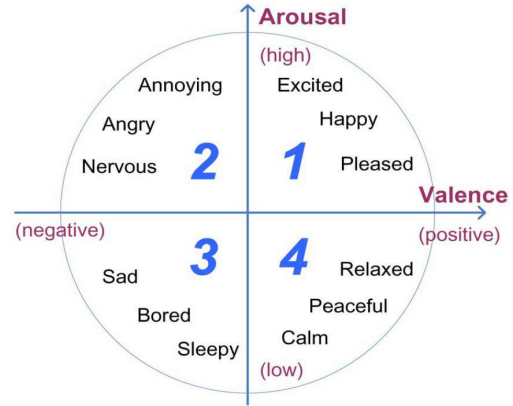 Arousal
(high)
Annoying
Excited
Angry
Happy
2
1
Nervous
Pleased
Valence
(negative)
(positive)
3
4
Sad
Relaxed
Bored
Peaceful
Sleepy
Calm
(low)